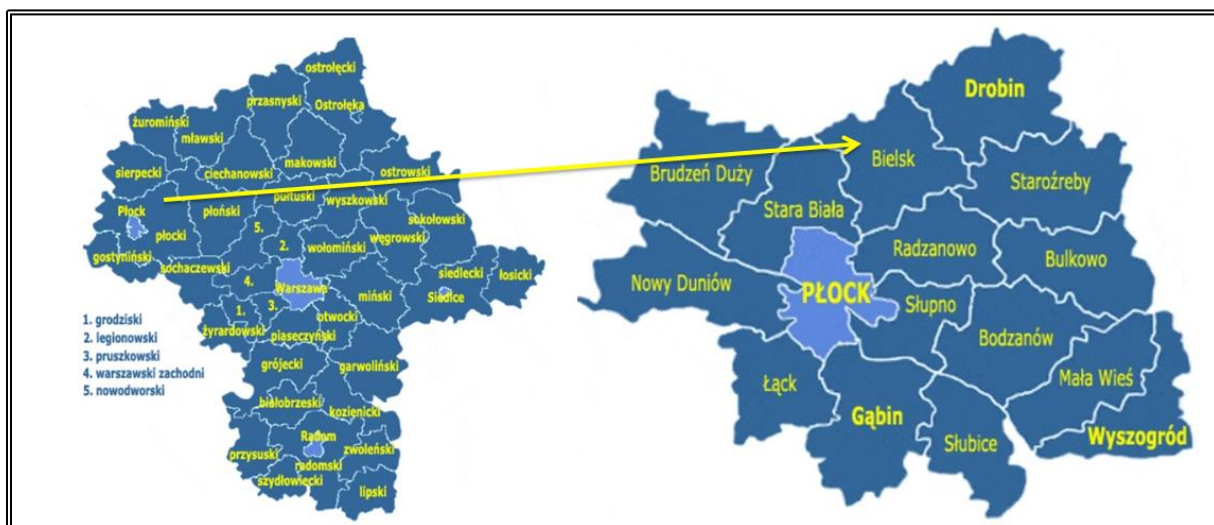 ostrołęcki
przasnyski
Ostrołęka
żuromiński
mławski
makowski
sierpecki
ciechanowski
ostrowski
pułtuski
wyszkowski
Płock
płoński
sokołowski
płocki
5.
węgrowski
2.
wołomiński
gostyniński
sochaczewski
siedlecki
łosicki
4.
Warszawa
miński
Siedlce
1.
3.
otwocki
żyrardowski
piaseczyński
1. grodziski
2. legionowski
3. pruszkowski
4. warszawski zachodni
5. nowodworski
grójecki
garwoliński
białobrzeski
kozienicki
Radom
zwoleński
przysuski
radomski
szydłowiecki
lipski
Drobin
Bielsk
Brudzeń Duży
Staroźreby
Stara Biała
Radzanowo
Bulkowo
Nowy Duniów
PŁOCK
Słupno
Bodzanów
Mała Wieś
Łąck
Gąbin
Wyszogród
Słubice